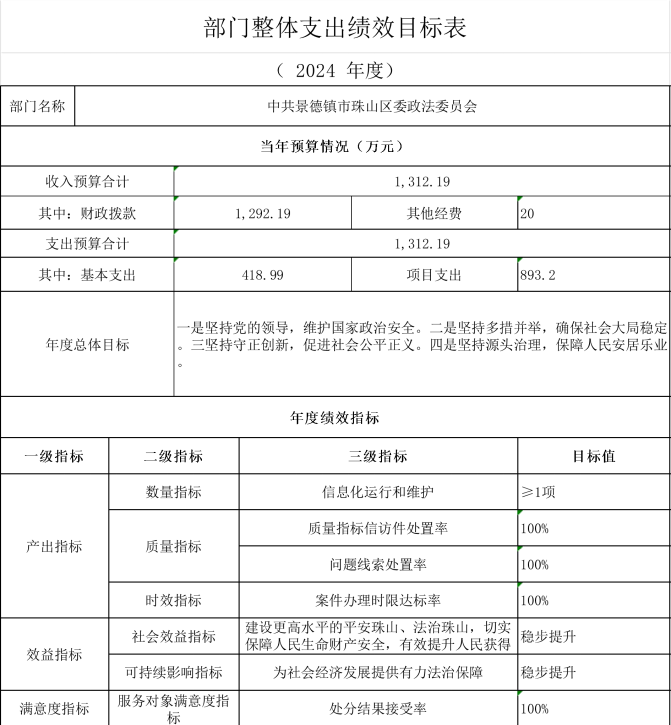 部门整体支出绩效目标表
（ 2024 年度）
部门名称 中共景德镇市珠山区委政法委员会
当年预算情况（万元）
收入预算合计 1,312.19
其中：财政拨款 1,292.19 其他经费 20
支出预算合计 1,312.19
其中：基本支出 418.99 项目支出 893.2
年度总体目标
一是坚持党的领导，维护国家政治安全。二是坚持多措并举，确保社会大局稳定
。三坚持守正创新，促进社会公平正义。四是坚持源头治理，保障人民安居乐业
。
年度绩效指标
一级指标 二级指标 三级指标 目标值
产出指标
数量指标 信息化运行和维护 ≥1项
质量指标
质量指标信访件处置率 100%
问题线索处置率 100%
时效指标 案件办理时限达标率 100%
效益指标
社会效益指标
建设更高水平的平安珠山、法治珠山，切实
保障人民生命财产安全，有效提升人民获得
稳步提升
可持续影响指标 为社会经济发展提供有力法治保障 稳步提升
满意度指标
服务对象满意度指
标
处分结果接受率 100%